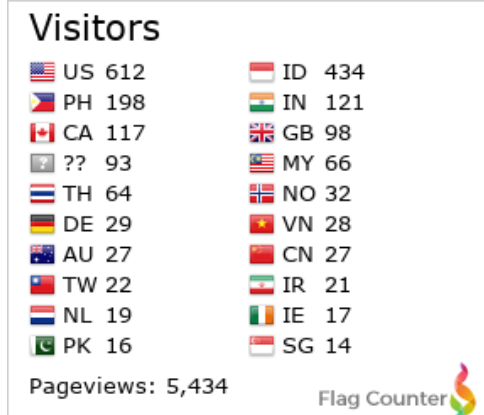 Visitors
US 612 ID 434
PH 198 IN 121
CA 117 GB 98
?? 93 MY 66
TH 64 NO 32
DE 29 VN 28
AU 27 CN 27
TW 22 IR 21
NL 19 IE 17
PK 16 SG 14
Pageviews: 5,434
Flag Counter